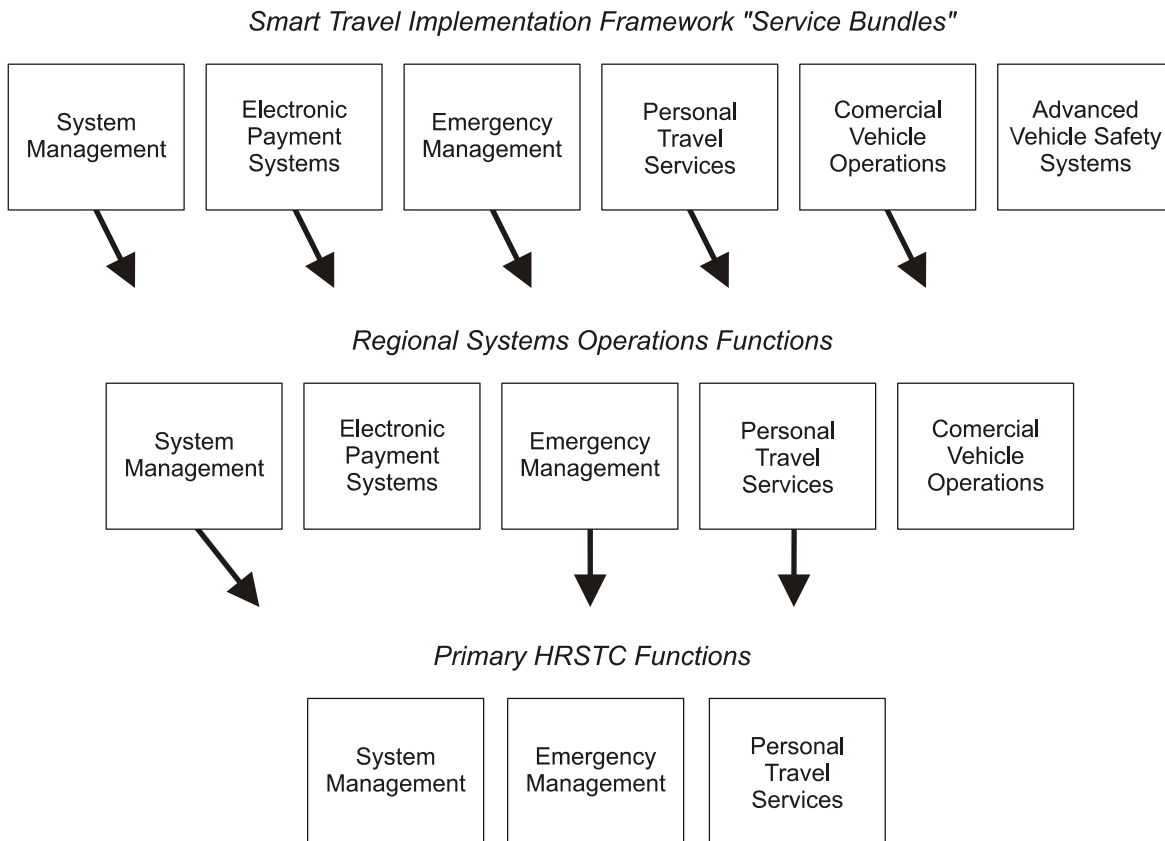 Smart Travel Implementation Framework "Service Bundles"
System
Management
Electronic
Payment
Systems
Emergency
Management
Personal
Travel
Services
Comercial
Vehicle
Operations
Advanced
Vehicle Safety
Systems
Regional Systems Operations Functions
System
Management
Electronic
Payment
Systems
Emergency
Management
Personal
Travel
Services
Comercial
Vehicle
Operations
Primary HRSTC Functions
System
Management
Emergency
Management
Personal
Travel
Services